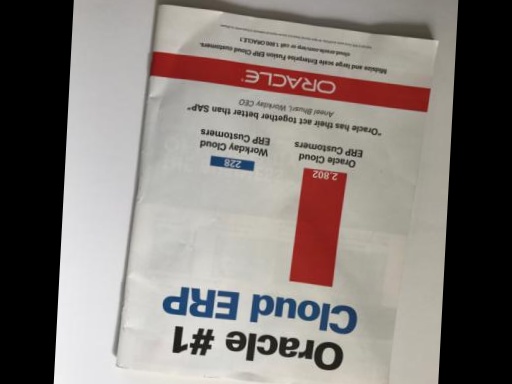 Oracle #1
Cloud ERP
2,802
228
Oracle Cloud
ERP Customers
Workday Cloud
ERP Customers
"Oracle has their act together better than SAP"
Aneel Bhusri, Workday CEO
ORACLE
Midsize and large scale Enterprise Fusion ERP Cloud customers.
cloud.oracle.com/erp or call 1.800.ORACLE.1